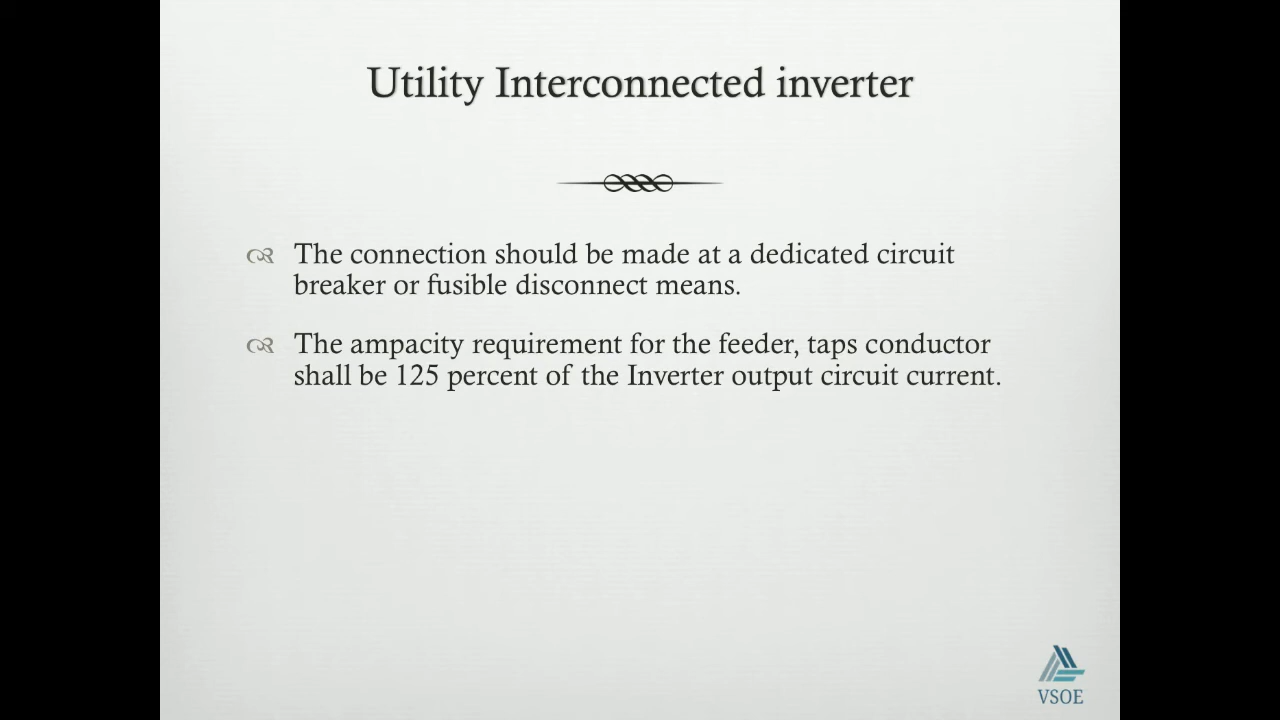 Utility Interconnected inverter
The connection should be made at a dedicated circuit
breaker or fusible disconnect means.
The ampacity requirement for the feeder, taps conductor
shall be 125 percent of the Inverter output circuit current.
VSOE